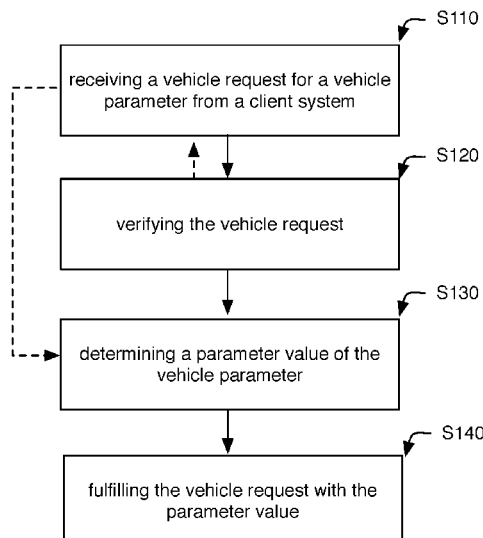 S110
receiving a vehicle request for a vehicle
parameter from a client system
S120
verifying the vehicle request
S130
determining a parameter value of the
vehicle parameter
S140
fulfilling the vehicle request with the
parameter value